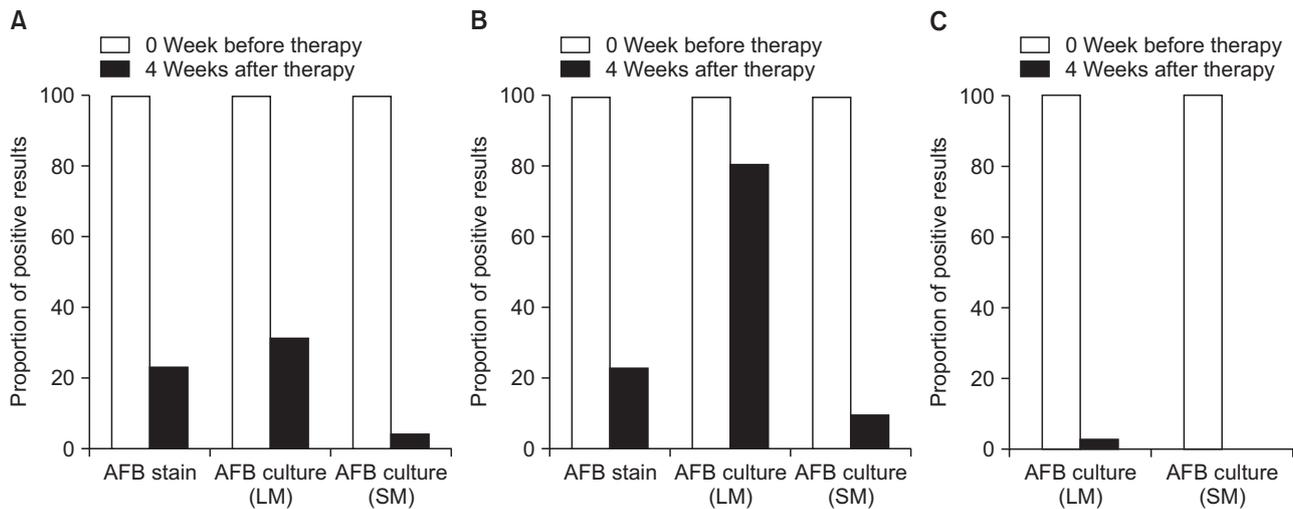 A
0 Week before therapy
4 Weeks after therapy
Proportion of positive results
100
80
60
40
20
0
AFB stain
AFB culture
(LM)
AFB culture
(SM)
B
0 Week before therapy
4 Weeks after therapy
Proportion of positive results
100
80
60
40
20
0
AFB stain
AFB culture
(LM)
AFB culture
(SM)
C
0 Week before therapy
4 Weeks after therapy
Proportion of positive results
100
80
60
40
20
0
AFB culture
(LM)
AFB culture
(SM)